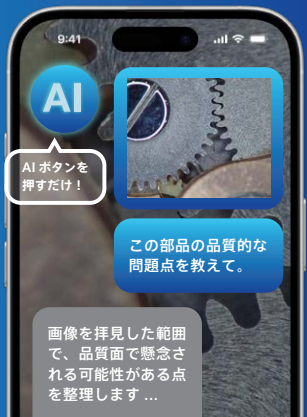 9:41
AI
AI ボタンを
押すだけ！
この部品の品質的な
問題点を教えて。
画像を拝見した範囲
で、品質面で懸念さ
れる可能性がある点
を整理します ...